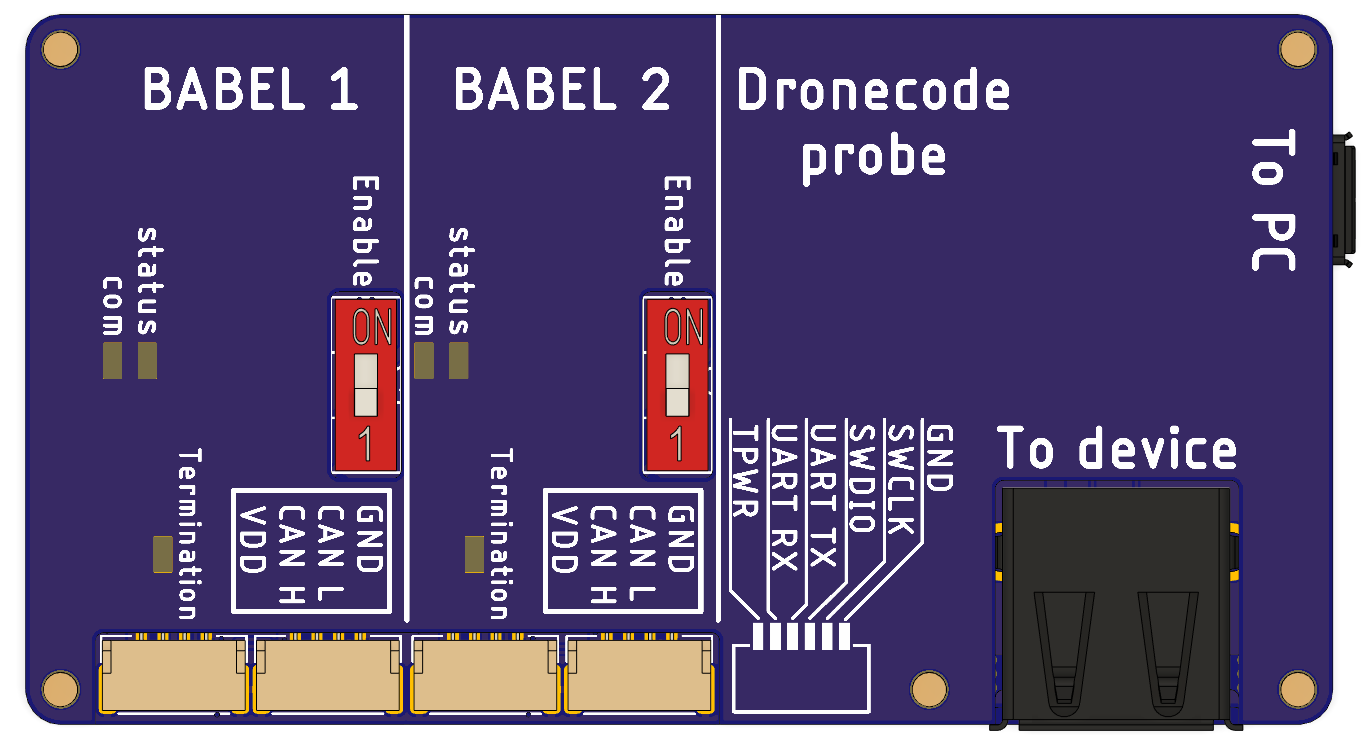 BABEL 1
Enable
status
com
ON
1
Termination
GND
CAN L
CAN H
VDD
BABEL 2
Enable
status
com
ON
1
Termination
GND
CAN L
CAN H
VDD
Dronecode
probe
TPWR
UART RX
UART TX
SWDIO
SWCLK
GND
To PC
To device